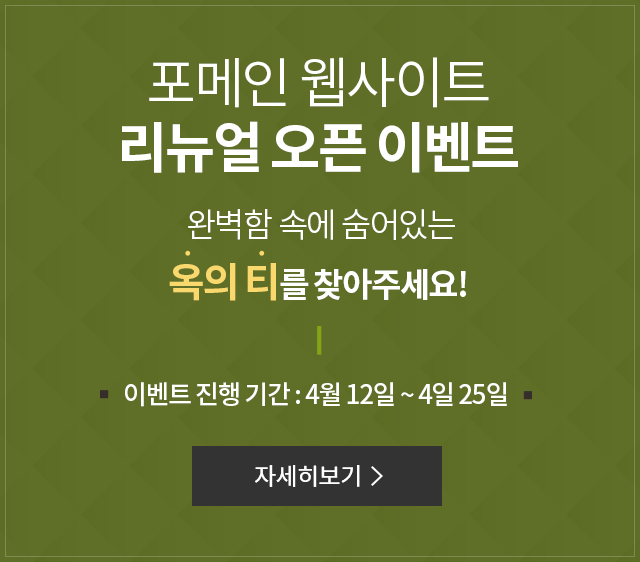 포메인 웹사이트
리뉴얼 오픈 이벤트
완벽함 속에 숨어있는
옥의 티를 찾아주세요!
이벤트 진행 기간 : 4월 12일 ~ 4일 25일
자세히보기 >